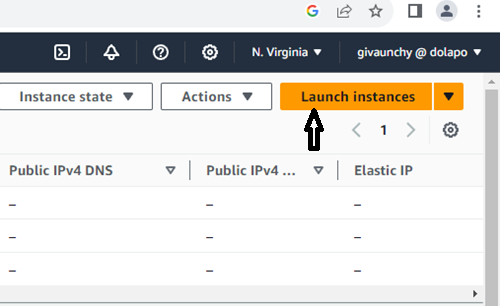 N. Virginia ▼ givaunchy @ dolapo ▼
Instance state ▼ Actions ▼ Launch instances ▼
1
Public IPv4 DNS Public IPv4 ... Elastic IP
– – –
– – –
– – –